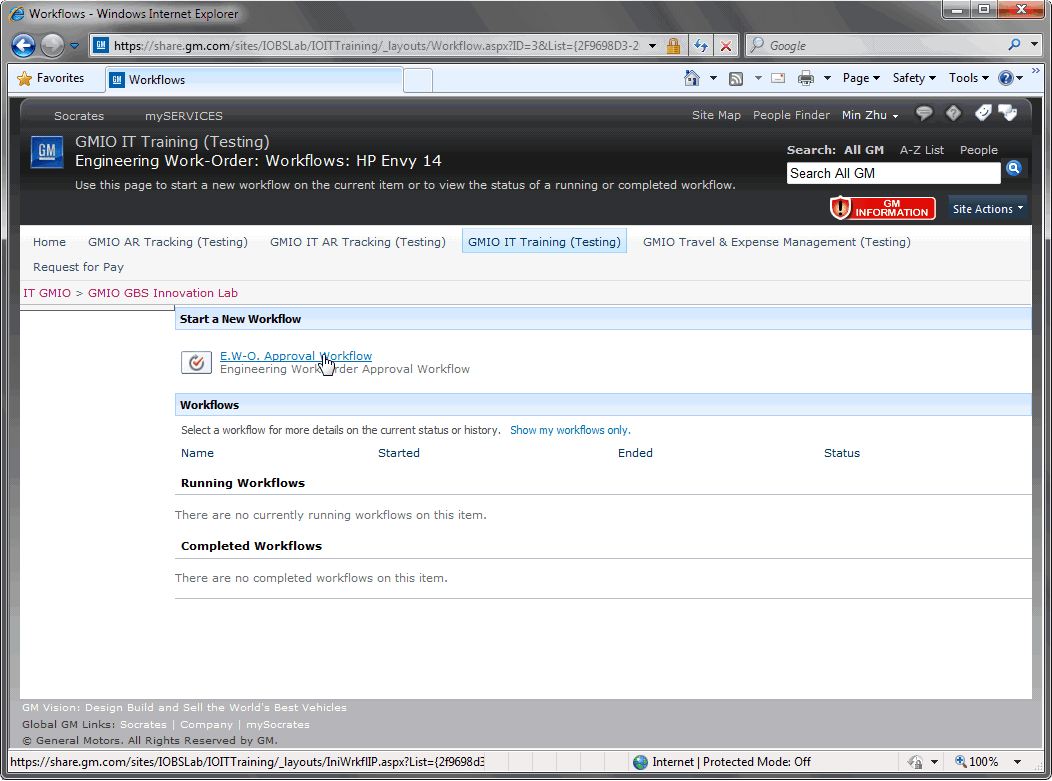 Workflows - Windows Internet Explorer
https://share.gm.com/sites/IOBSLab/IOITTraining/_layouts/Workflow.aspx?ID=3&List={2F9698D3-2
Google
Favorites
GM Workflows
Page Safety Tools
Socrates mySERVICES
Site Map People Finder Min Zhu
GM
GMIO IT Training (Testing)
Engineering Work-Order: Workflows: HP Envy 14
Use this page to start a new workflow on the current item or to view the status of a running or completed workflow.
Search: All GM A-Z List People
Search All GM
GM INFORMATION
Site Actions
Home GMIO AR Tracking (Testing) GMIO IT AR Tracking (Testing) GMIO IT Training (Testing) GMIO Travel & Expense Management (Testing)
Request for Pay
IT GMIO > GMIO GBS Innovation Lab
Start a New Workflow
E.W-O. Approval Workflow
Engineering Work-Order Approval Workflow
Workflows
Select a workflow for more details on the current status or history. Show my workflows only.
Name Started Ended Status
Running Workflows
There are no currently running workflows on this item.
Completed Workflows
There are no completed workflows on this item.
GM Vision: Design Build and Sell the World's Best Vehicles
Global GM Links: Socrates | Company | mySocrates
© General Motors. All Rights Reserved by GM.
https://share.gm.com/sites/IOBSLab/IOITTraining/_layouts/IniWrkflIP.aspx?List={2f9698d3
Internet | Protected Mode: Off
100%